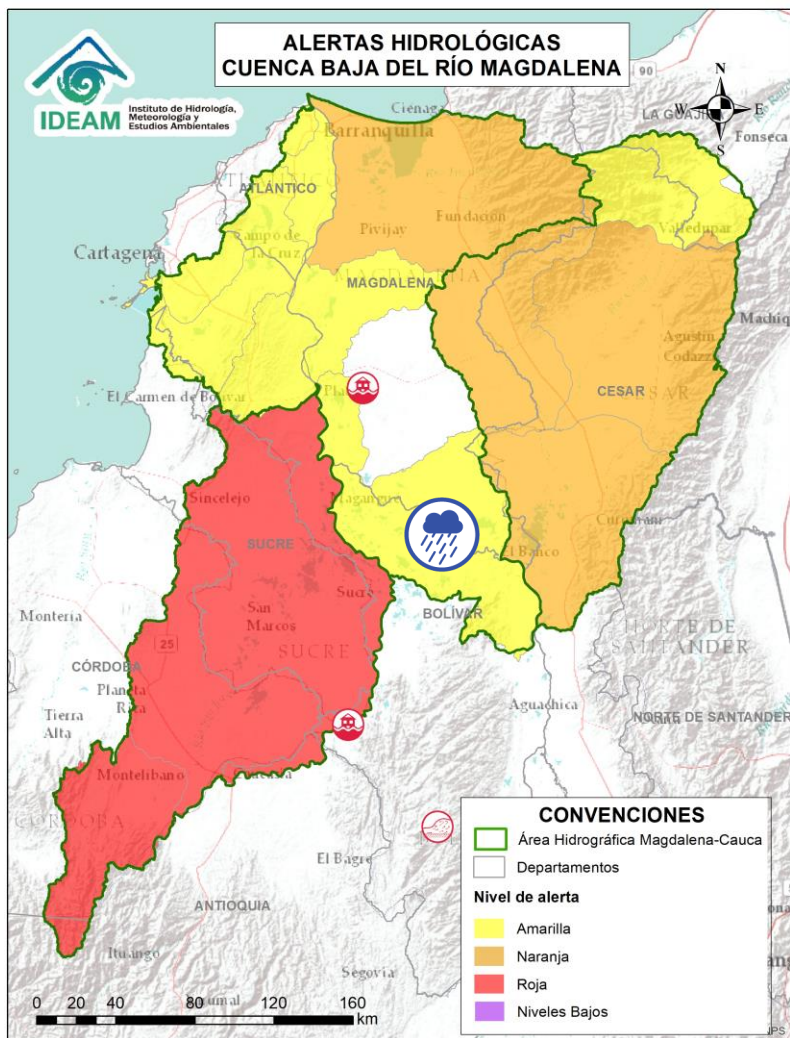 ALERTAS HIDROLÓGICAS
CUENCA BAJA DEL RÍO MAGDALENA
IDEAM
Instituto de Hidrología,
Meteorología y
Estudios Ambientales
N
W
E
S
90
Ciénaga
LA GUAJIRA
Fonseca
Barranquilla
ATLÁNTICO
Pivijay
Fundación
Valledupar
Cartagena
Campo de
la Cruz
MAGDALENA
Machiq
Agustín
Codazzi
CESAR
El Carmen de Bolívar
Sincelejo
Magangué
SUCRE
El Banco
Sucre
BOLÍVAR
Montería
San
Marcos
SUCRE
25
CÓRDOBA
NORTE DE
SANTANDER
Planeta
Rica
Aguachica
Tierra
Alta
NORTE DE SANTANDER
Montelíbano
CÓRDOBA
El Bagre
ANTIOQUIA
Ituango
Segovia
0 20 40 80 120 160
km
CONVENCIONES
Área Hidrográfica Magdalena-Cauca
Departamentos
Nivel de alerta
Amarilla
Naranja
Roja
Niveles Bajos